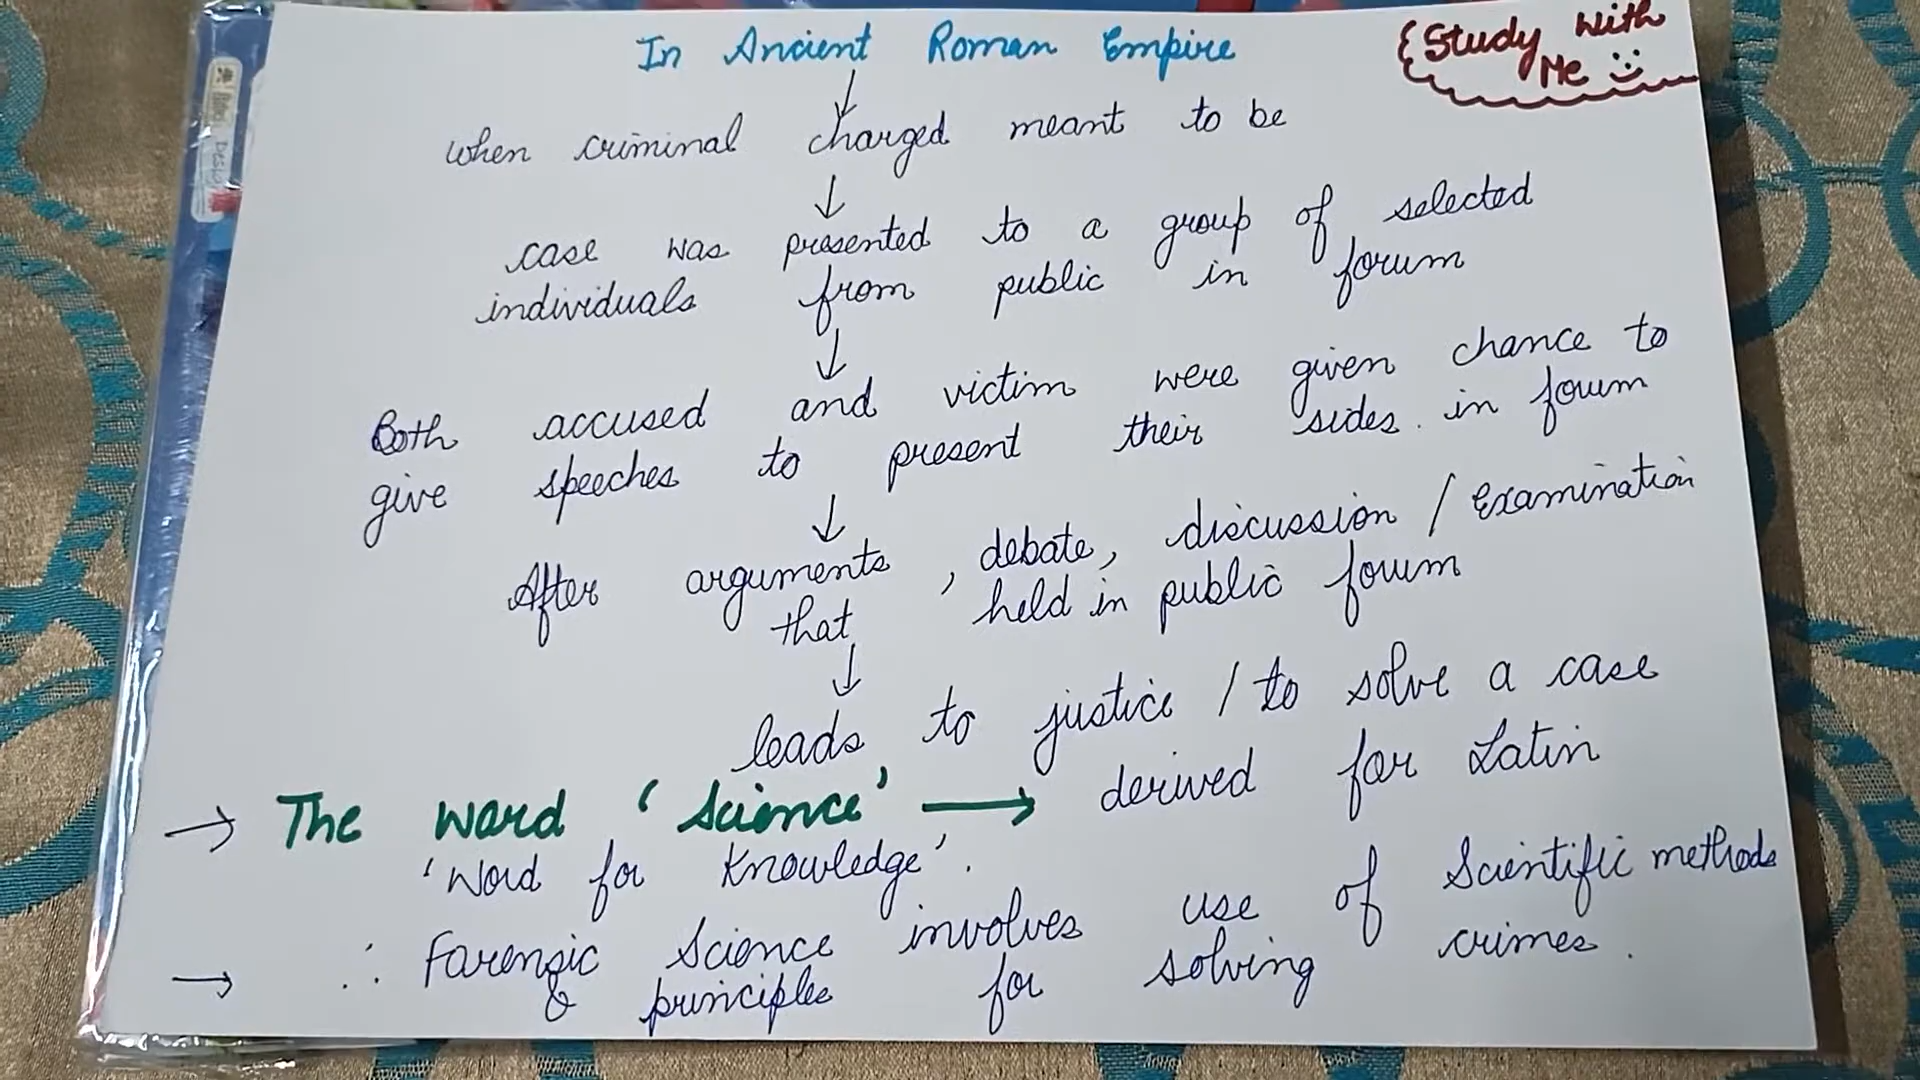 In Ancient Roman Empire
{Study With
Me
↓
when criminal charged meant to be
↓
case was presented to a group of selected
individuals from public in forum
↓
Both accused and victim were given chance to
give speeches to present their sides. in forum
↓
After arguments, debate, discussion / Examination
that held in public forum
↓
leads to justice / to solve a case
→ The word 'Science' → derived for Latin
'Word for Knowledge'.
→ ∴ Forensic Science involves use of Scientific methods
& principles for solving crimes.